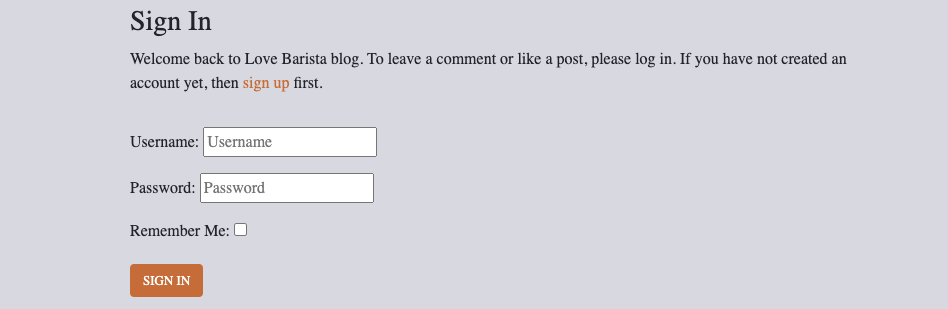 Sign In
Welcome back to Love Barista blog. To leave a comment or like a post, please log in. If you have not created an
account yet, then sign up first.
Username: Username
Password: Password
Remember Me:
SIGN IN